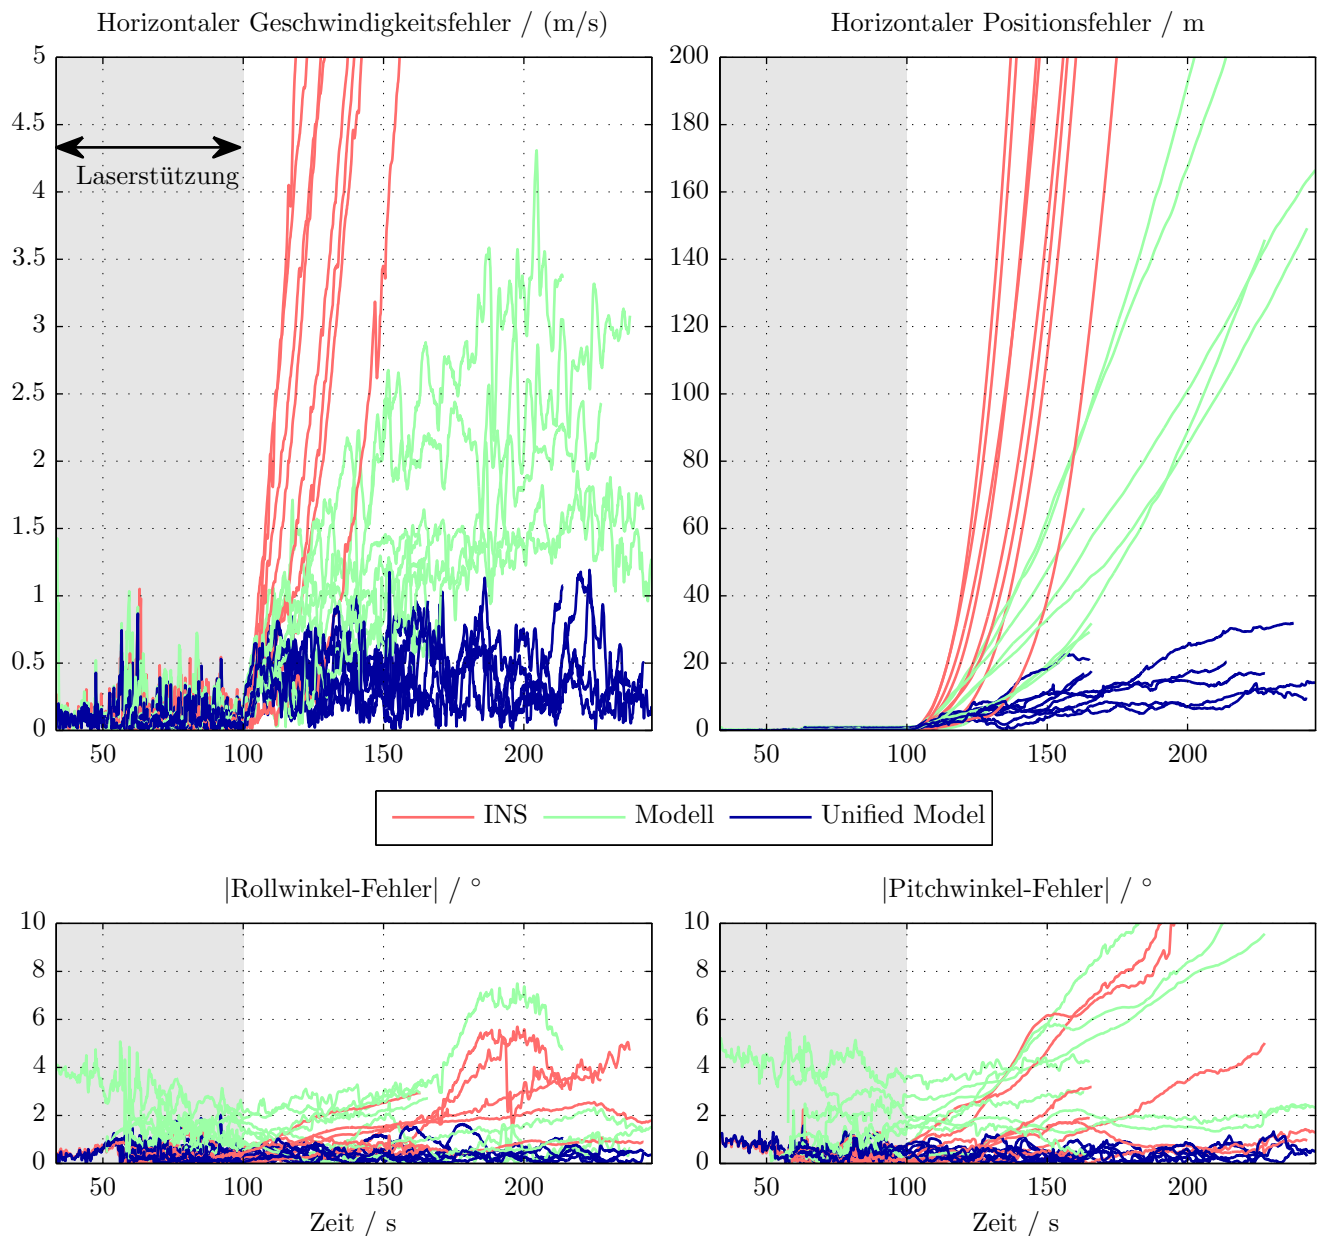 Horizontaler Geschwindigkeitsfehler / (m/s)
5
4.5
4
3.5
3
2.5
2
1.5
1
0.5
0
Laserstützung
50 100 150 200
Horizontaler Positionsfehler / m
200
180
160
140
120
100
80
60
40
20
0
50 100 150 200
INS Modell Unified Model
|Rollwinkel-Fehler| / °
10
8
6
4
2
0
50 100 150 200
Zeit / s
|Pitchwinkel-Fehler| / °
10
8
6
4
2
0
50 100 150 200
Zeit / s